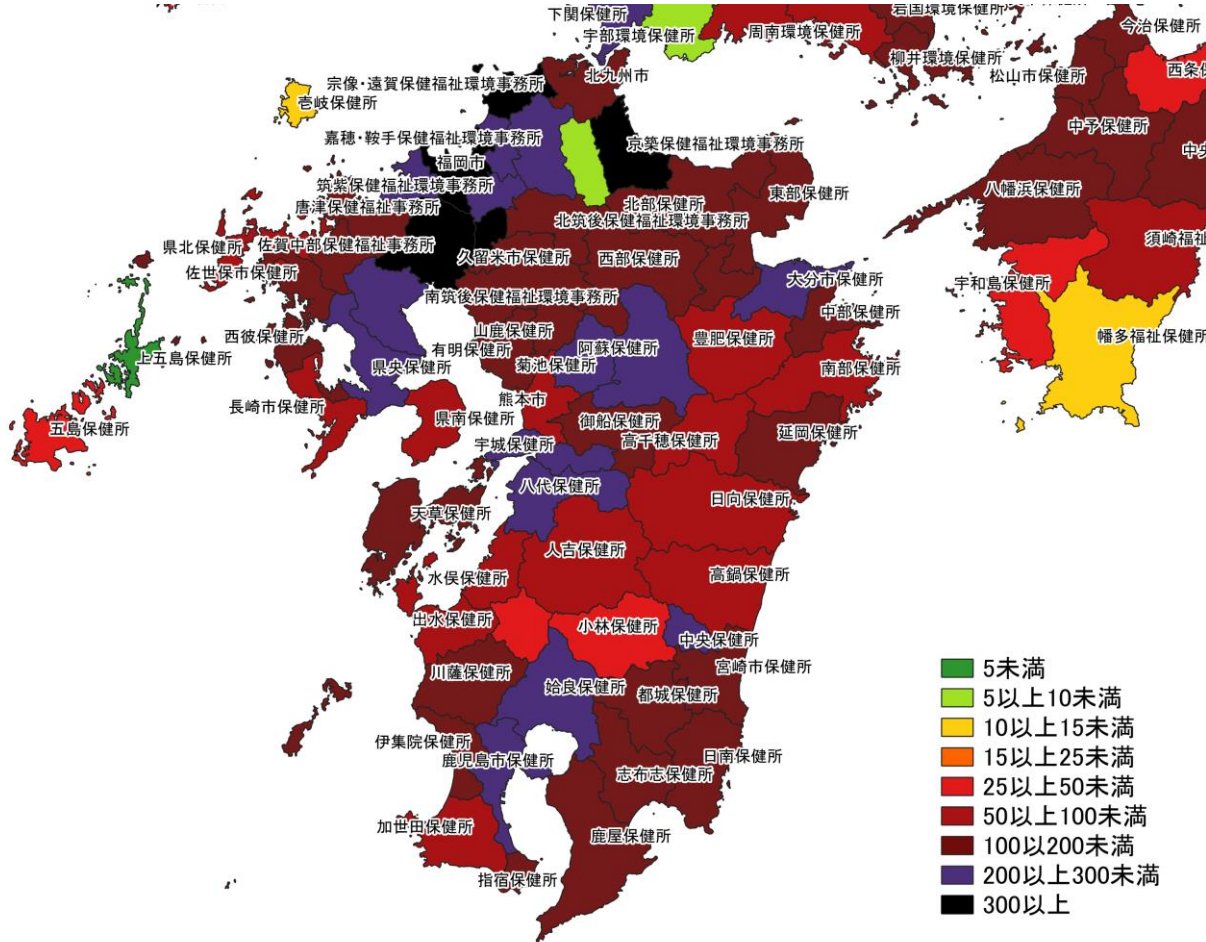 下関保健所
岩国環境保健所
宇部環境保健所
周南環境保健所
今治保健所
柳井環境保健所
北九州市
宗像・遠賀保健福祉環境事務所
松山市保健所
西条保
壱岐保健所
嘉穂・鞍手保健福祉環境事務所
京築保健福祉環境事務所
中予保健所
福岡市
中央
筑紫保健福祉環境事務所
東部保健所
八幡浜保健所
唐津保健福祉事務所
北部保健所
北筑後保健福祉環境事務所
県北保健所
佐賀中部保健福祉事務所
須崎福祉
久留米市保健所
西部保健所
佐世保市保健所
大分市保健所
宇和島保健所
南筑後保健福祉環境事務所
中部保健所
西彼保健所
山鹿保健所
豊肥保健所
幡多福祉保健所
有明保健所
阿蘇保健所
上五島保健所
県央保健所
菊池保健所
南部保健所
長崎市保健所
熊本市
県南保健所
御船保健所
五島保健所
宇城保健所
高千穂保健所
延岡保健所
八代保健所
日向保健所
天草保健所
人吉保健所
水俣保健所
高鍋保健所
出水保健所
小林保健所
中央保健所
川薩保健所
宮崎市保健所
姶良保健所
都城保健所
伊集院保健所
鹿児島市保健所
日南保健所
志布志保健所
加世田保健所
鹿屋保健所
指宿保健所
5未満
5以上10未満
10以上15未満
15以上25未満
25以上50未満
50以上100未満
100以200未満
200以上300未満
300以上